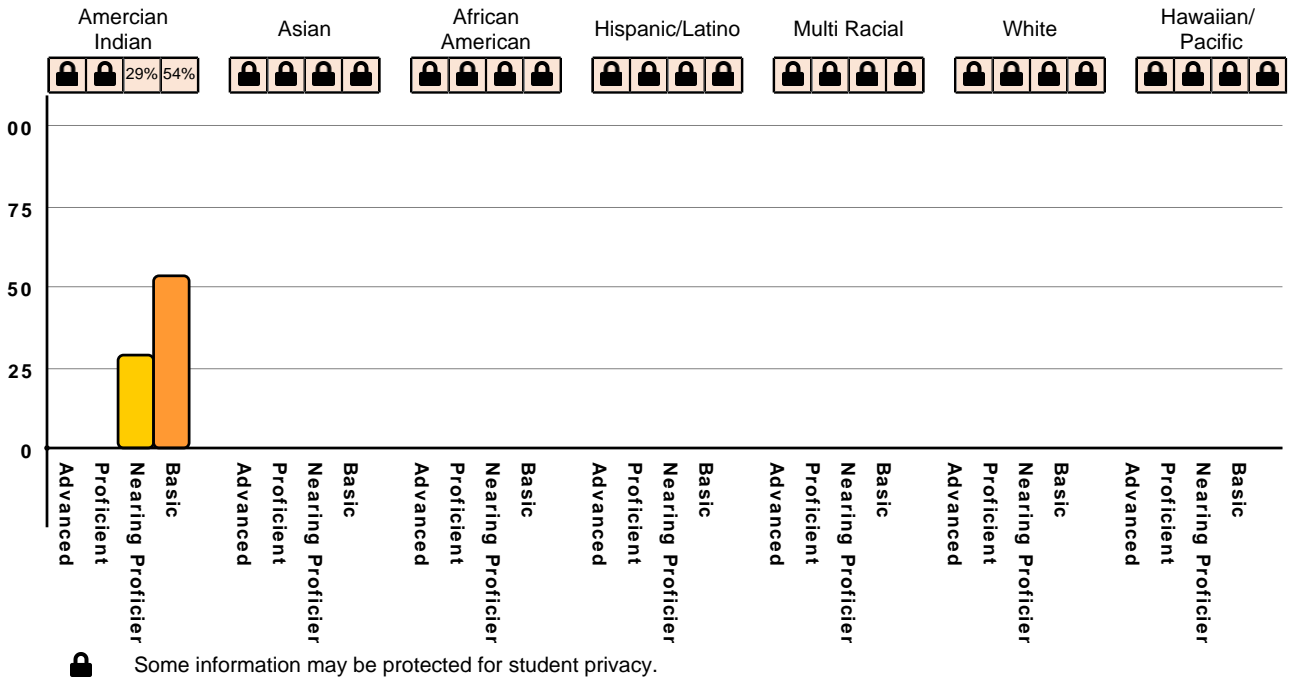 Amercian
Indian
Asian
African
American
Hispanic/Latino
Multi Racial
White
Hawaiian/
Pacific
29% 54%
00
75
50
25
0
Advanced
Proficient
Nearing Proficier
Basic
Advanced
Proficient
Nearing Proficier
Basic
Advanced
Proficient
Nearing Proficier
Basic
Advanced
Proficient
Nearing Proficier
Basic
Advanced
Proficient
Nearing Proficier
Basic
Advanced
Proficient
Nearing Proficier
Basic
Advanced
Proficient
Nearing Proficier
Basic
Some information may be protected for student privacy.